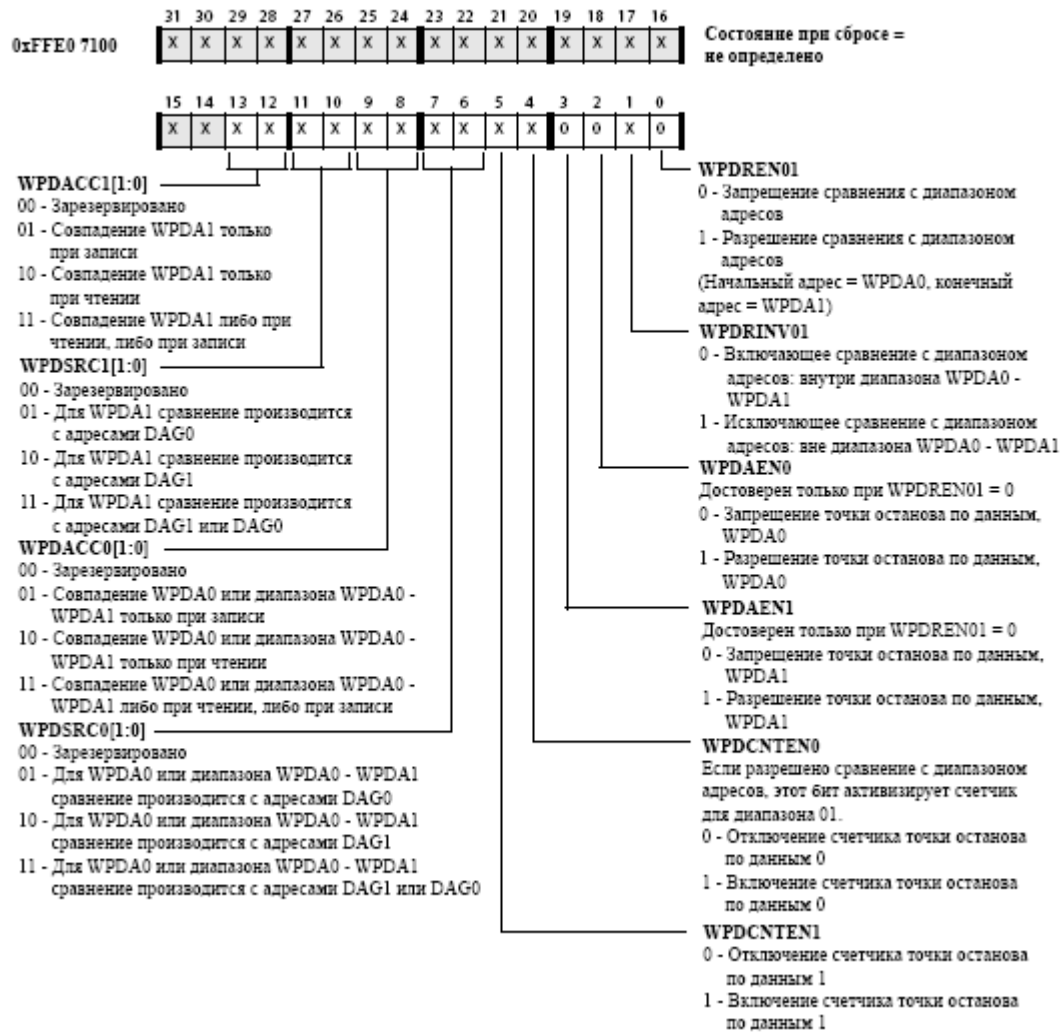 31 30 29 28 27 26 25 24 23 22 21 20 19 18 17 16
0xFFE0 7100
X X X X X X X X X X X X X X X X
Состояние при сбросе =
не определено
15 14 13 12 11 10 9 8 7 6 5 4 3 2 1 0
X X X X X X X X X X X X 0 0 X 0
WPDACC1[1:0]
00 - Зарезервировано
01 - Совпадение WPDA1 только
при записи
10 - Совпадение WPDA1 только
при чтении
11 - Совпадение WPDA1 либо при
чтении, либо при записи
WPDSRC1[1:0]
00 - Зарезервировано
01 - Для WPDA1 сравнение производится
с адресами DAG0
10 - Для WPDA1 сравнение производится
с адресами DAG1
11 - Для WPDA1 сравнение производится
с адресами DAG1 или DAG0
WPDACC0[1:0]
00 - Зарезервировано
01 - Совпадение WPDA0 или диапазона WPDA0 -
WPDA1 только при записи
10 - Совпадение WPDA0 или диапазона WPDA0 -
WPDA1 только при чтении
11 - Совпадение WPDA0 или диапазона WPDA0 -
WPDA1 либо при чтении, либо при записи
WPDSRC0[1:0]
00 - Зарезервировано
01 - Для WPDA0 или диапазона WPDA0 - WPDA1
сравнение производится с адресами DAG0
10 - Для WPDA0 или диапазона WPDA0 - WPDA1
сравнение производится с адресами DAG1
11 - Для WPDA0 или диапазона WPDA0 - WPDA1
сравнение производится с адресами DAG1 или DAG0
WPDREN01
0 - Запрещение сравнения с диапазоном
адресов
1 - Разрешение сравнения с диапазоном
адресов
(Начальный адрес = WPDA0, конечный
адрес = WPDA1)
WPDRINV01
0 - Включающее сравнение с диапазоном
адресов: внутри диапазона WPDA0 -
WPDA1
1 - Исключающее сравнение с диапазоном
адресов: вне диапазона WPDA0 - WPDA1
WPDAEN0
Достоверен только при WPDREN01 = 0
0 - Запрещение точки останова по данным,
WPDA0
1 - Разрешение точки останова по данным,
WPDA0
WPDAEN1
Достоверен только при WPDREN01 = 0
0 - Запрещение точки останова по данным,
WPDA1
1 - Разрешение точки останова по данным,
WPDA1
WPDCNTEN0
Если разрешено сравнение с диапазоном
адресов, этот бит активизирует счетчик
для диапазона 01.
0 - Отключение счетчика точки останова
по данным 0
1 - Включение счетчика точки останова
по данным 0
WPDCNTEN1
0 - Отключение счетчика точки останова
по данным 1
1 - Включение счетчика точки останова
по данным 1